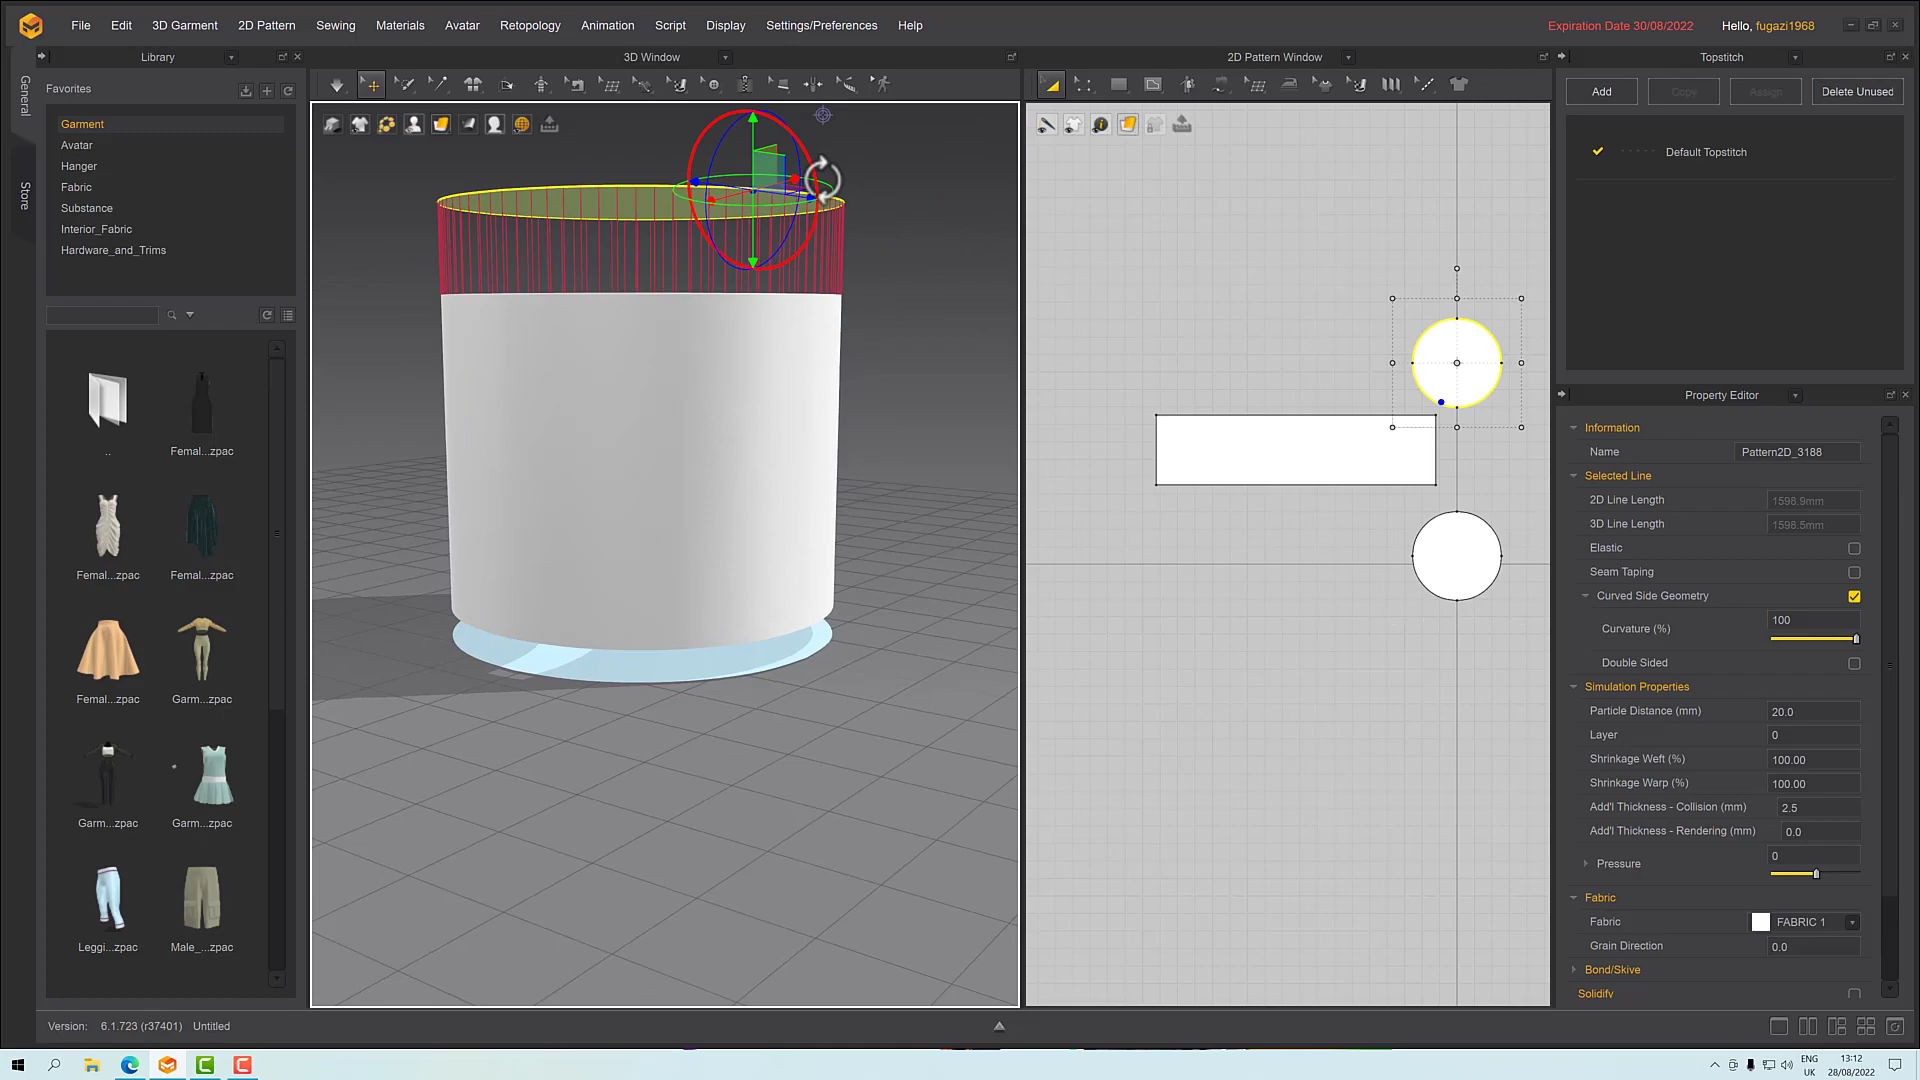 File Edit 3D Garment 2D Pattern Sewing Materials Avatar Retopology Animation Script Display Settings/Preferences Help
Expiration Date 30/08/2022 Hello, fugazi1968
Library
3D Window
2D Pattern Window
Topstitch
General
Store
Favorites
Garment
Avatar
Hanger
Fabric
Substance
Interior_Fabric
Hardware_and_Trims
..
Femal...zpac
Femal...zpac
Femal...zpac
Femal...zpac
Garm...zpac
Garm...zpac
Garm...zpac
Leggi...zpac
Male_...zpac
Add Copy Assign Delete Unused
Default Topstitch
Property Editor
Information
Name Pattern2D_3188
Selected Line
2D Line Length 1598.9mm
3D Line Length 1598.5mm
Elastic
Seam Taping
Curved Side Geometry
Curvature (%) 100
Double Sided
Simulation Properties
Particle Distance (mm) 20.0
Layer 0
Shrinkage Weft (%) 100.00
Shrinkage Warp (%) 100.00
Add'l Thickness - Collision (mm) 2.5
Add'l Thickness - Rendering (mm) 0.0
Pressure 0
Fabric
Fabric FABRIC 1
Grain Direction 0.0
Bond/Skive
Solidify
Version: 6.1.723 (r37401) Untitled
ENG
UK
13:12
28/08/2022